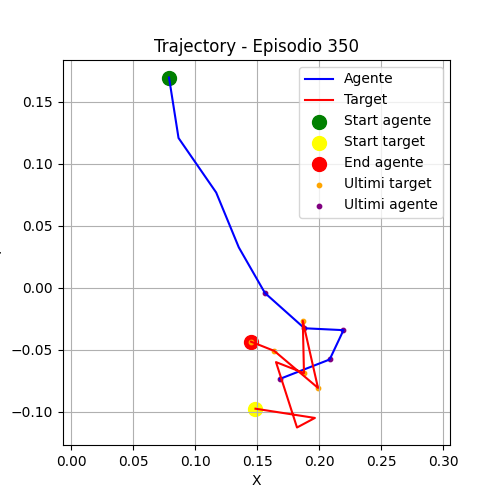 Trajectory - Episodio 350
Agente
Target
Start agente
Start target
End agente
Ultimi target
Ultimi agente
0.15
0.10
0.05
0.00
−0.05
−0.10
0.00 0.05 0.10 0.15 0.20 0.25 0.30
X